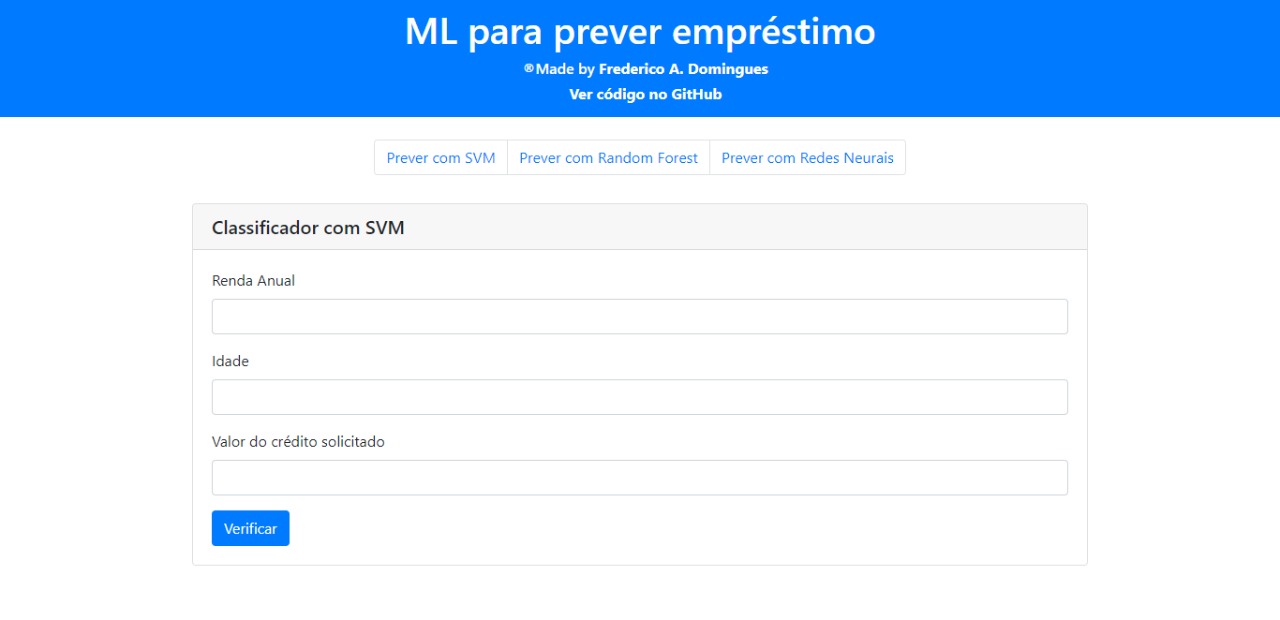 ML para prever empréstimo
®Made by Frederico A. Domingues
Ver código no GitHub
Prever com SVM Prever com Random Forest Prever com Redes Neurais
Classificador com SVM
Renda Anual
Idade
Valor do crédito solicitado
Verificar